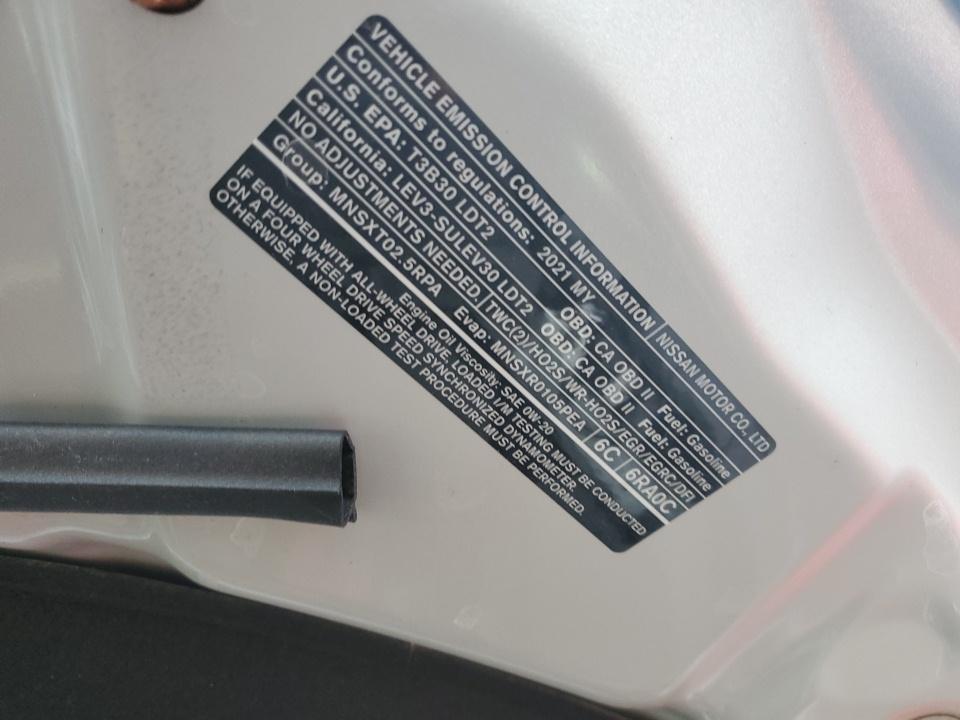 VEHICLE EMISSION CONTROL INFORMATION NISSAN MOTOR CO., LTD
Conforms to regulations: 2021 MY
U.S. EPA: T3B30 LDT2 OBD: CA OBD II Fuel: Gasoline
California: LEV3-SULEV30 LDT2 OBD: CA OBD II Fuel: Gasoline
NO ADJUSTMENTS NEEDED. TWC(2)/HO2S/WR-HO2S/EGR/EGRC/DFI
Group: MNSXT02.5RPA Evap: MNSXR0105PEA 6C 6RA0C
Engine Oil Viscosity: SAE 0W-20
IF EQUIPPED WITH ALL-WHEEL DRIVE, LOADED I/M TESTING MUST BE CONDUCTED
ON A FOUR WHEEL DRIVE SPEED SYNCHRONIZED DYNAMOMETER.
OTHERWISE, A NON-LOADED TEST PROCEDURE MUST BE PERFORMED.